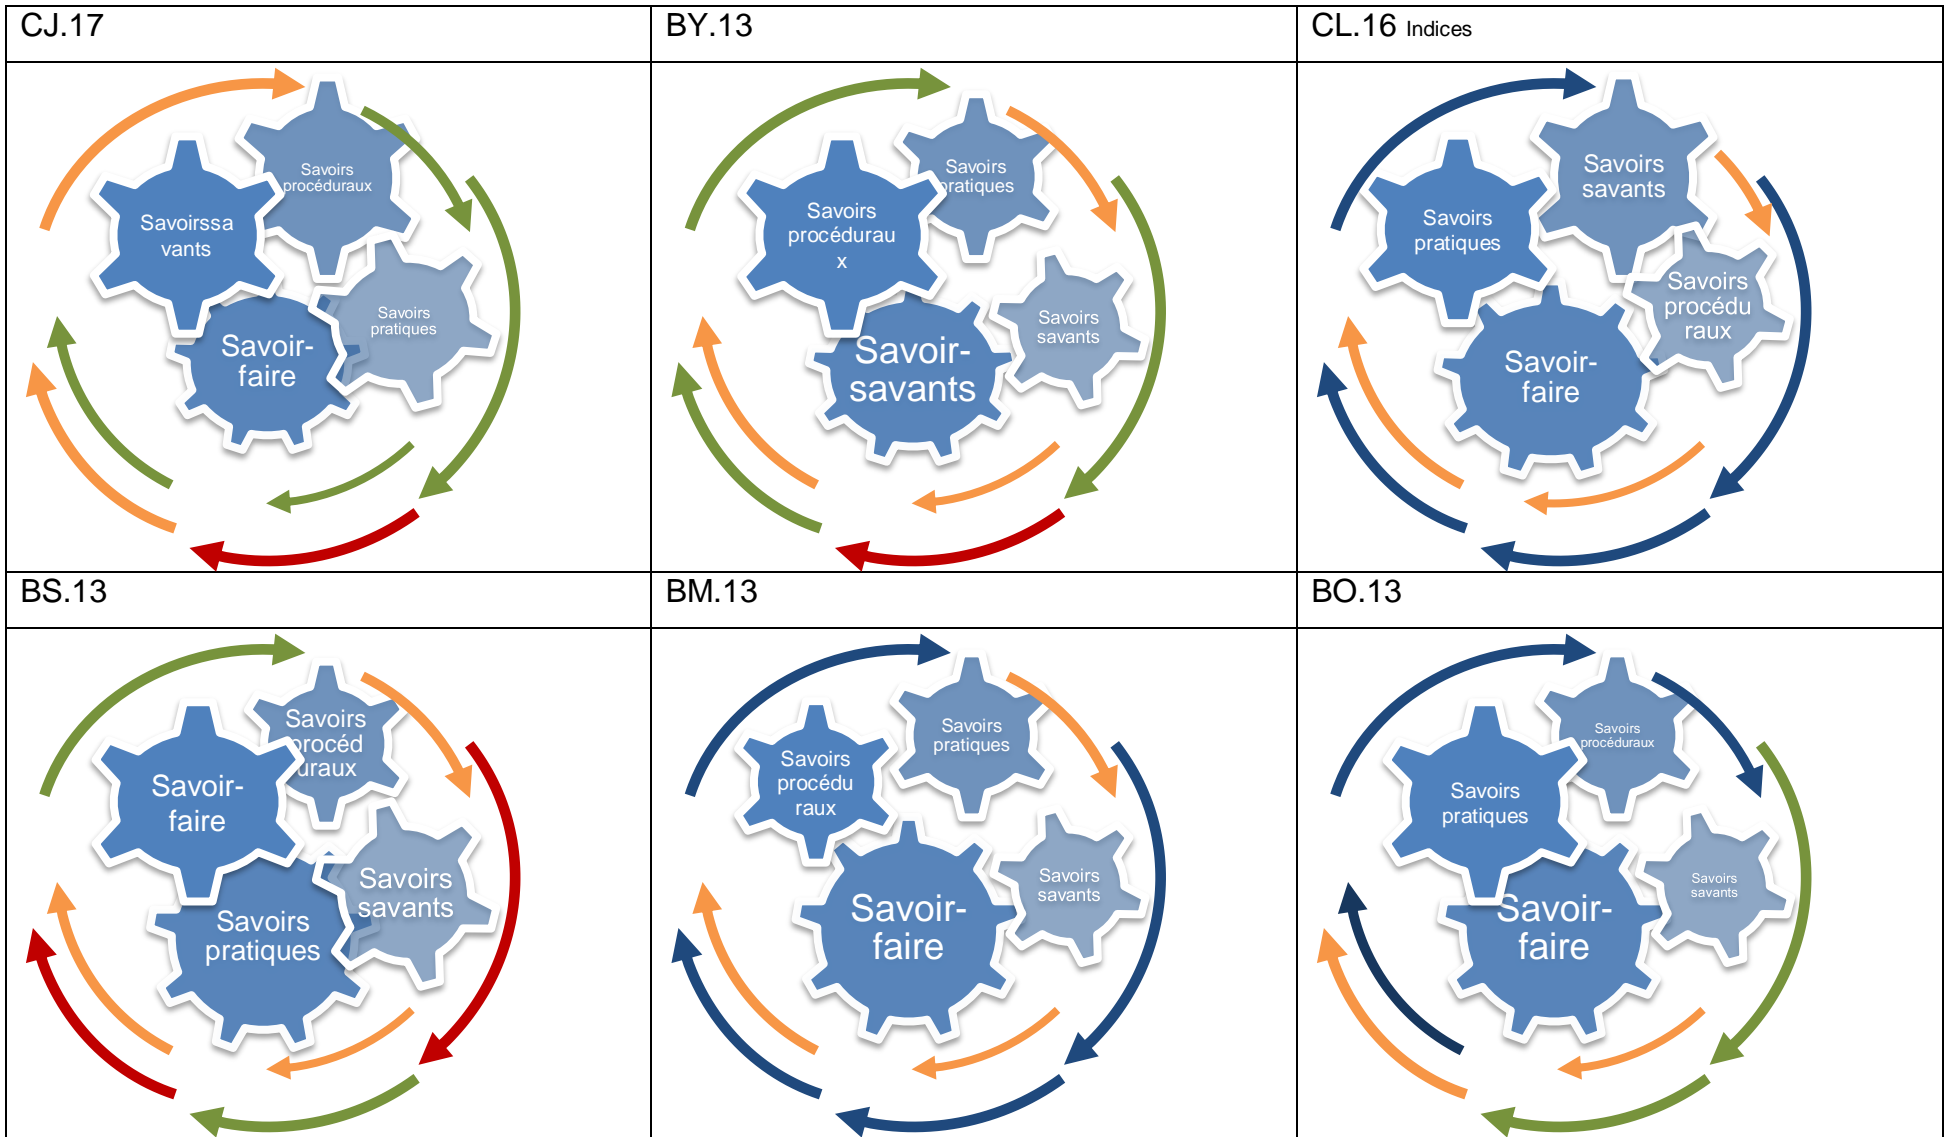 CJ.17
Savoirs
procéduraux
Savoirssa
vants
Savoirs
pratiques
Savoir-
faire
BY.13
Savoirs
pratiques
Savoirs
procédurau
x
Savoirs
savants
Savoir-
savants
CL.16 Indices
Savoirs
savants
Savoirs
pratiques
Savoirs
procédu
raux
Savoir-
faire
BS.13
Savoirs
procéd
uraux
Savoir-
faire
Savoirs
savants
Savoirs
pratiques
BM.13
Savoirs
pratiques
Savoirs
procédu
raux
Savoirs
savants
Savoir-
faire
BO.13
Savoirs
procéduraux
Savoirs
pratiques
Savoirs
savants
Savoir-
faire